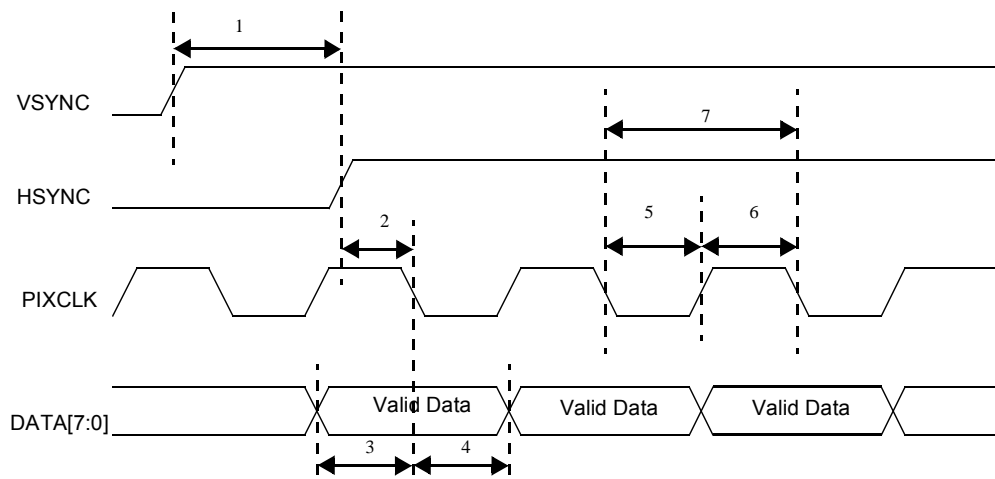 1
VSYNC
7
HSYNC
2
5
6
PIXCLK
DATA[7:0]
Valid Data
Valid Data
Valid Data
3
4